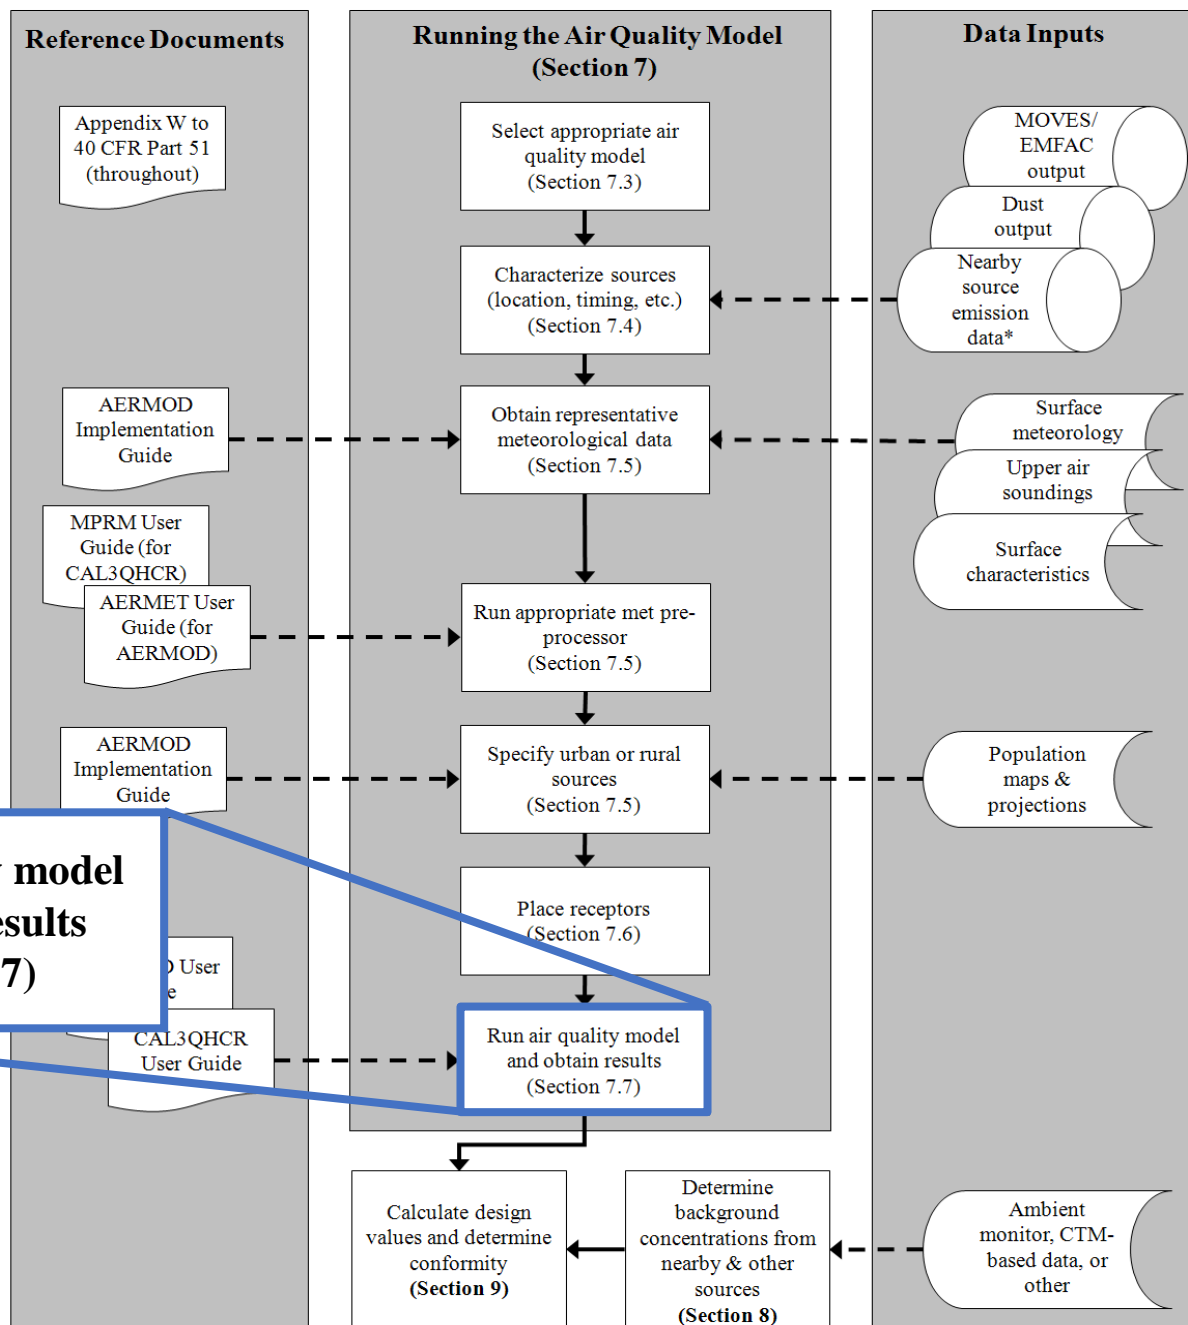 Reference Documents
Appendix W to
40 CFR Part 51
(throughout)
AERMOD
Implementation
Guide
MPRM User
Guide (for
CAL3QHCR)
AERMET User
Guide (for
AERMOD)
AERMOD
Implementation
Guide
model
7)
User
CAL3QHCR
User Guide
Running the Air Quality Model
(Section 7)
Select appropriate air
quality model
(Section 7.3)
Characterize sources
(location, timing, etc.)
(Section 7.4)
Obtain representative
meteorological data
(Section 7.5)
Run appropriate met pre-
processor
(Section 7.5)
Specify urban or rural
sources
(Section 7.5)
Place receptors
(Section 7.6)
Run air quality model
and obtain results
(Section 7.7)
Calculate design
values and determine
conformity
(Section 9)
Determine
background
concentrations from
nearby & other
sources
(Section 8)
Data Inputs
MOVES/
EMFAC
output
Dust
output
Nearby
source
emission
data*
Surface
meteorology
Upper air
soundings
Surface
characteristics
Population
maps &
projections
Ambient
monitor, CTM-
based data, or
other